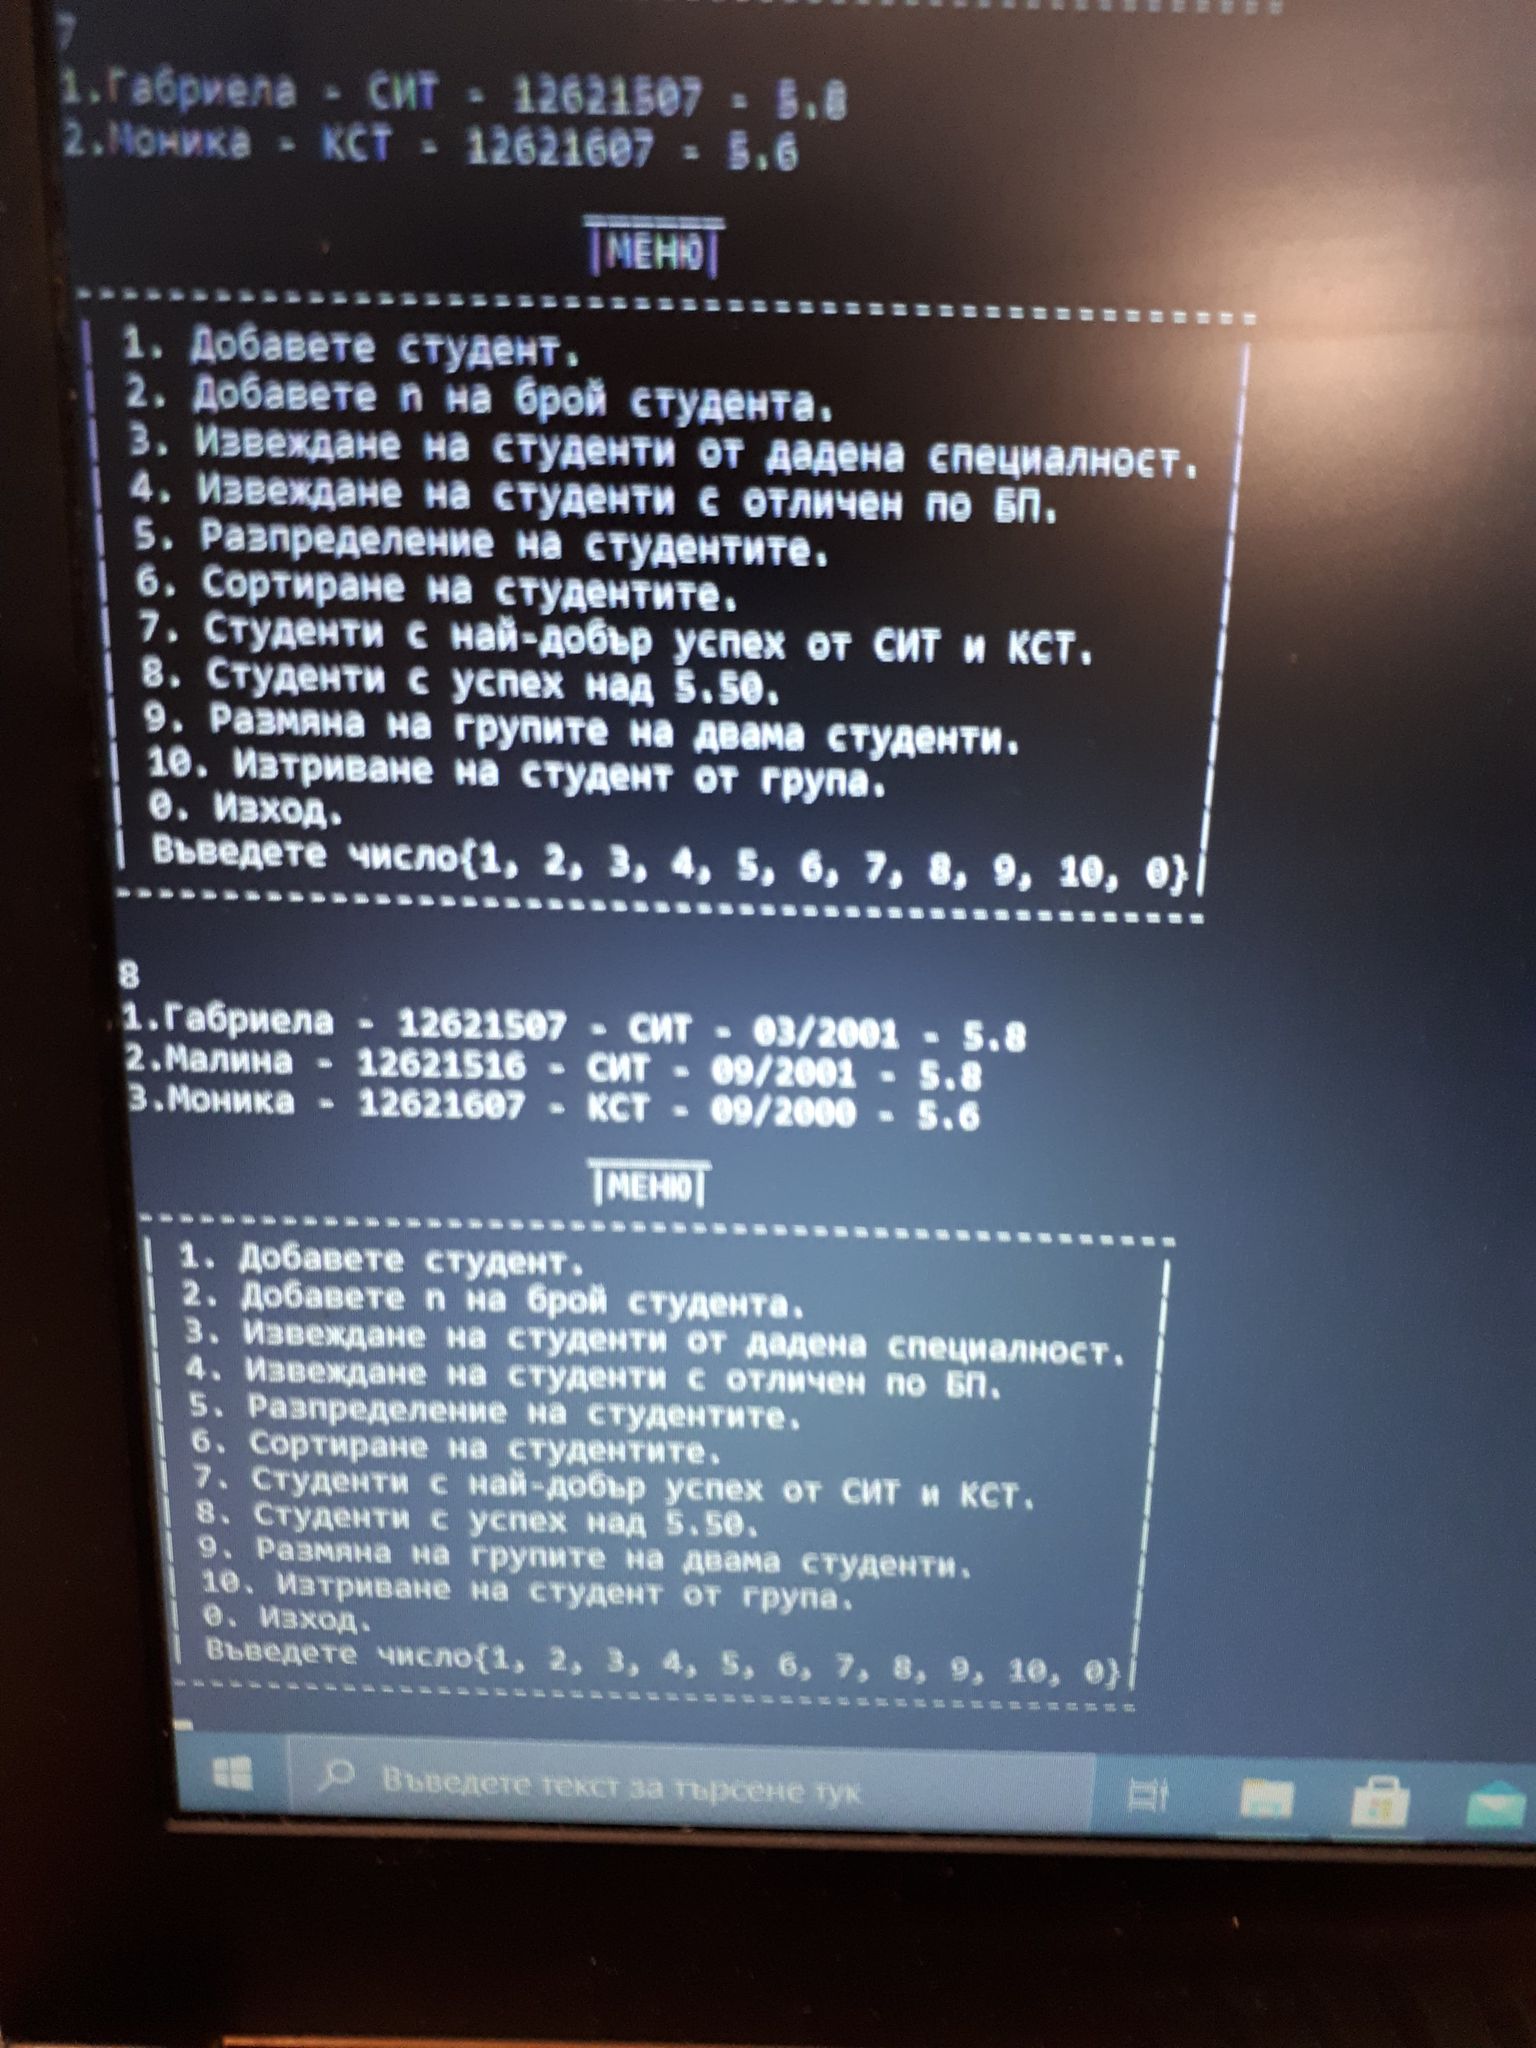 7
1.Габриела - СИТ - 12621507 - 5.8
2.Моника - КСТ - 12621607 - 5.6
|МЕНЮ|
1. Добавете студент.
2. Добавете n на брой студента.
3. Извеждане на студенти от дадена специалност.
4. Извеждане на студенти с отличен по БП.
5. Разпределение на студентите.
6. Сортиране на студентите.
7. Студенти с най-добър успех от СИТ и КСТ.
8. Студенти с успех над 5.50.
9. Размяна на групите на двама студенти.
10. Изтриване на студент от група.
0. Изход.
Въведете число{1, 2, 3, 4, 5, 6, 7, 8, 9, 10, 0}
8
1.Габриела - 12621507 - СИТ - 03/2001 - 5.8
2.Малина - 12621516 - СИТ - 09/2001 - 5.8
3.Моника - 12621607 - КСТ - 09/2000 - 5.6
|МЕНЮ|
1. Добавете студент.
2. Добавете n на брой студента.
3. Извеждане на студенти от дадена специалност.
4. Извеждане на студенти с отличен по БП.
5. Разпределение на студентите.
6. Сортиране на студентите.
7. Студенти с най-добър успех от СИТ и КСТ.
8. Студенти с успех над 5.50.
9. Размяна на групите на двама студенти.
10. Изтриване на студент от група.
0. Изход.
Въведете число{1, 2, 3, 4, 5, 6, 7, 8, 9, 10, 0}
Въведете текст за търсене тук